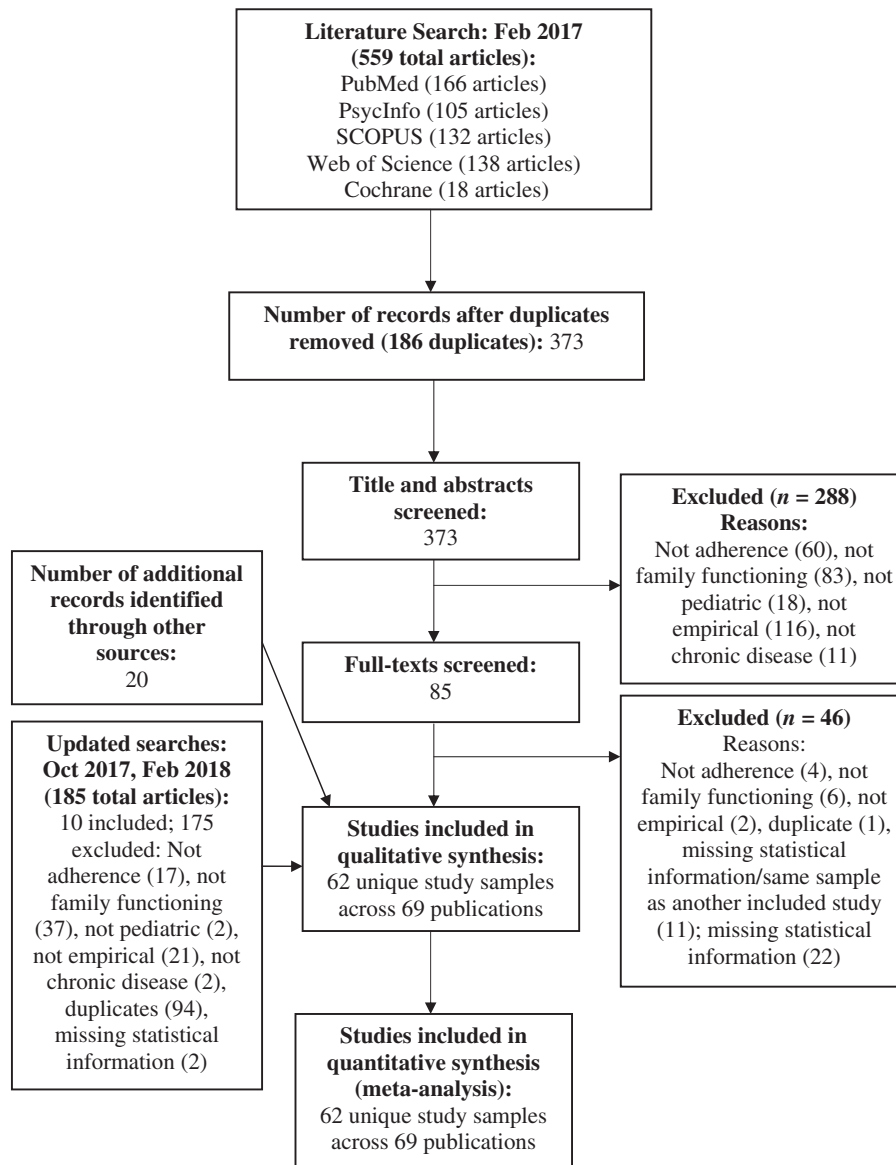 Literature Search: Feb 2017
(559 total articles):
PubMed (166 articles)
PsycInfo (105 articles)
SCOPUS (132 articles)
Web of Science (138 articles)
Cochrane (18 articles)
Number of records after duplicates
removed (186 duplicates): 373
Title and abstracts
screened:
373
Excluded (n = 288)
Reasons:
Not adherence (60), not
family functioning (83), not
pediatric (18), not
empirical (116), not
chronic disease (11)
Number of additional
records identified
through other
sources:
20
Full-texts screened:
85
Excluded (n = 46)
Reasons:
Not adherence (4), not
family functioning (6), not
empirical (2), duplicate (1),
missing statistical
information/same sample
as another included study
(11); missing statistical
information (22)
Updated searches:
Oct 2017, Feb 2018
(185 total articles):
10 included; 175
excluded: Not
adherence (17), not
family functioning
(37), not pediatric (2),
not empirical (21), not
chronic disease (2),
duplicates (94),
missing statistical
information (2)
Studies included in
qualitative synthesis:
62 unique study samples
across 69 publications
Studies included in
quantitative synthesis
(meta-analysis):
62 unique study samples
across 69 publications